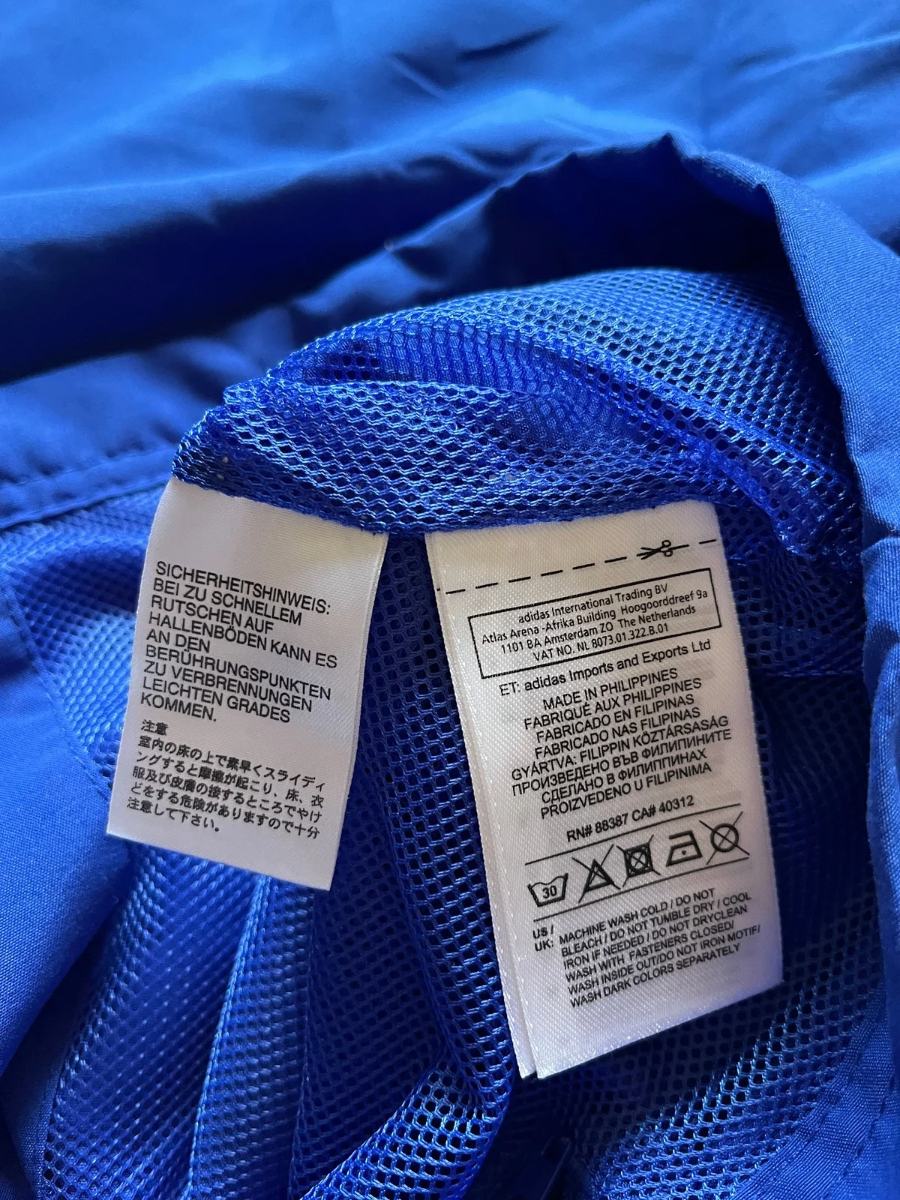 SICHERHEITSHINWEIS:
BEI ZU SCHNELLEM
RUTSCHEN AUF
HALLENBÖDEN KANN ES
AN DEN
BERÜHRUNGSPUNKTEN
ZU VERBRENNUNGEN
LEICHTEN GRADES
KOMMEN.
注意
室内の床の上で素早くスライディ
ングすると摩擦が起こり、床、衣
服及び皮膚の接するところでやけ
どをする危険がありますので十分
注意して下さい。
adidas International Trading BV
Atlas Arena -Afrika Building Hoogoorddreef 9a
1101 BA Amsterdam ZO The Netherlands
VAT NO. NL 8073.01.322.B.01
ET: adidas Imports and Exports Ltd
MADE IN PHILIPPINES
FABRIQUÉ AUX PHILIPPINES
FABRICADO EN FILIPINAS
FABRICADO NAS FILIPINAS
GYÁRTVA: FILIPPIN KÖZTÁRSASÁG
ПРОИЗВЕДЕНО ВЪВ ФИЛИПИНИТЕ
СДЕЛАНО В ФИЛИППИНАХ
PROIZVEDENO U FILIPINIMA
RN# 88387 CA# 40312
30
US / UK: MACHINE WASH COLD / DO NOT
BLEACH / DO NOT TUMBLE DRY / COOL
IRON IF NEEDED / DO NOT DRYCLEAN
WASH WITH FASTENERS CLOSED/
WASH INSIDE OUT/DO NOT IRON MOTIF/
WASH DARK COLORS SEPARATELY